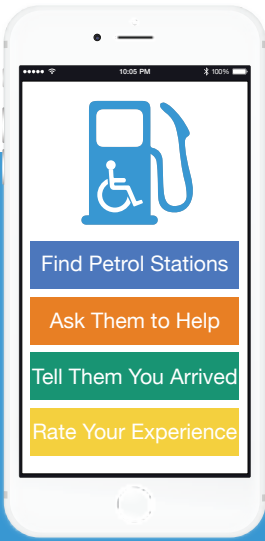 10:05 PM
100%
Find Petrol Stations
Ask Them to Help
Tell Them You Arrived
Rate Your Experience